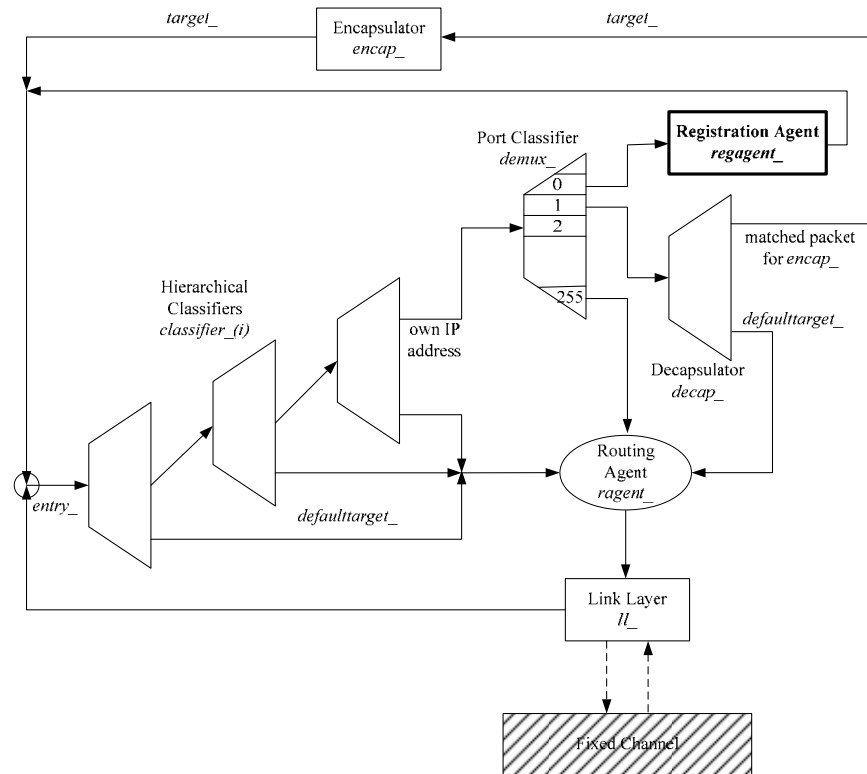 target_
Encapsulator
encap_
target_
Port Classifier
demux_
Registration Agent
regagent_
0
1
2
255
matched packet
for encap_
defaulttarget_
Decapsulator
decap_
Hierarchical
Classifiers
classifier_(i)
own IP
address
Routing
Agent
ragent_
entry_
defaulttarget_
Link Layer
ll_
Fixed Channel